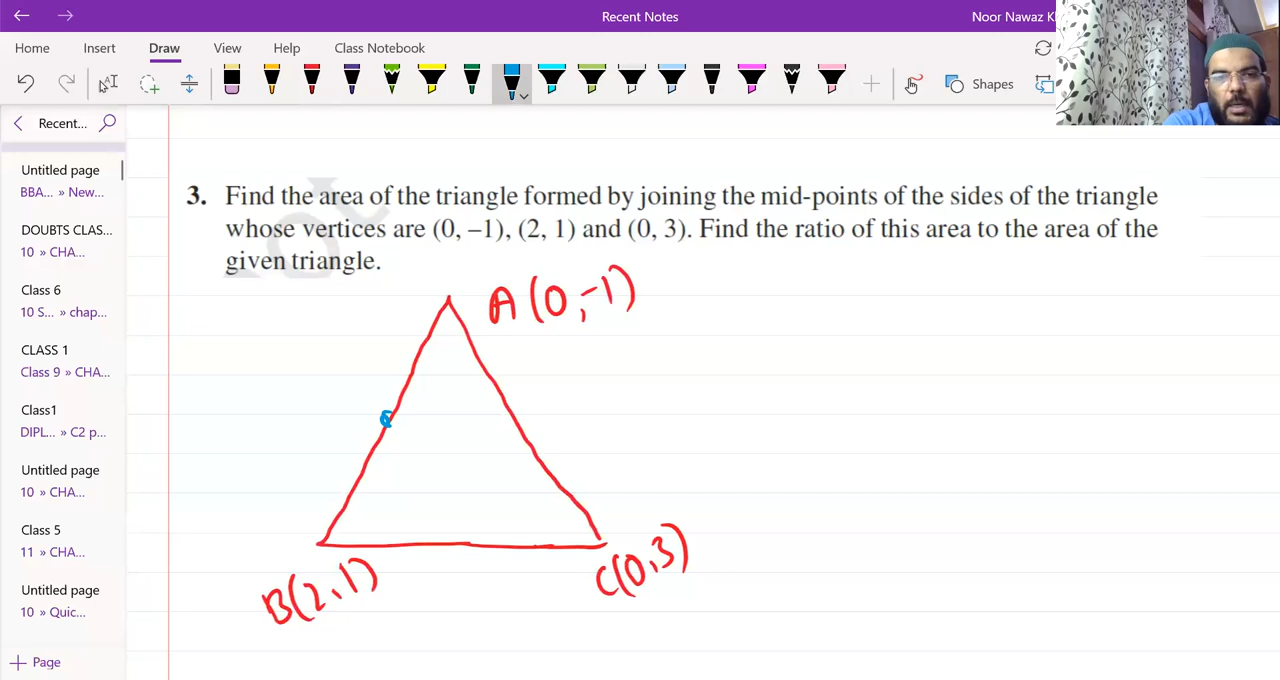 Recent Notes
Noor Nawaz K
Home Insert Draw View Help Class Notebook
Shapes
Recent...
Untitled page
BBA... » New...
DOUBTS CLAS...
10 » CHA...
Class 6
10 S... » chap...
CLASS 1
Class 9 » CHA...
Class1
DIPL... » C2 p...
Untitled page
10 » CHA...
Class 5
11 » CHA...
Untitled page
10 » Quic...
+ Page
3. Find the area of the triangle formed by joining the mid-points of the sides of the triangle
whose vertices are (0, –1), (2, 1) and (0, 3). Find the ratio of this area to the area of the
given triangle.
A(0,-1)
B(2,1)
C(0,3)